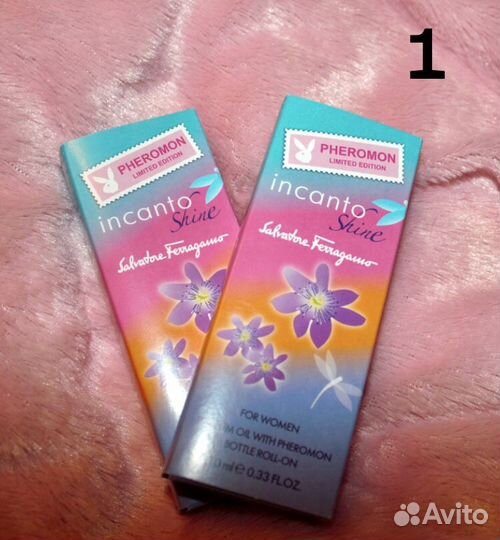 1
PHEROMON
LIMITED EDITION
incanto
Shine
Salvatore Ferragamo
PHEROMON
LIMITED EDITION
incanto
Shine
Salvatore Ferragamo
FOR WOMEN
OIL WITH PHEROMON
BOTTLE ROLL-ON
ml e 0.33 FL.OZ.
Avito